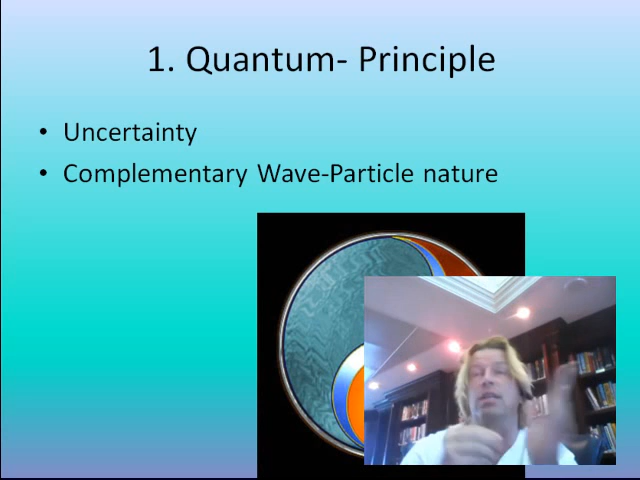 1. Quantum- Principle
• Uncertainty
• Complementary Wave-Particle nature